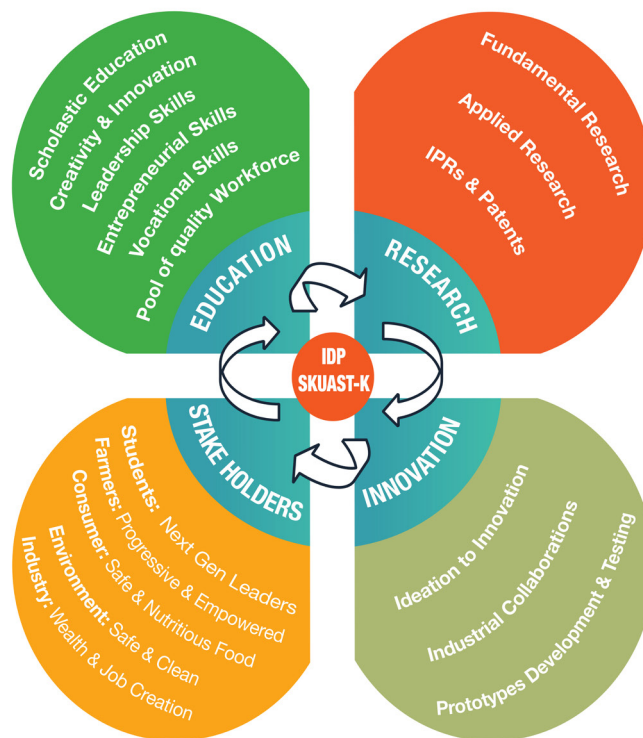 Scholastic Education
Creativity & Innovation
Leadership Skills
Entrepreneurial Skills
Vocational Skills
Pool of quality Workforce
EDUCATION
Fundamental Research
Applied Research
IPRs & Patents
RESEARCH
IDP
SKUAST-K
STAKE HOLDERS
Students: Next Gen Leaders
Farmers: Progressive & Empowered
Consumer: Safe & Nutritious Food
Environment: Safe & Clean
Industry: Wealth & Job Creation
INNOVATION
Ideation to Innovation
Industrial Collaborations
Prototypes Development & Testing